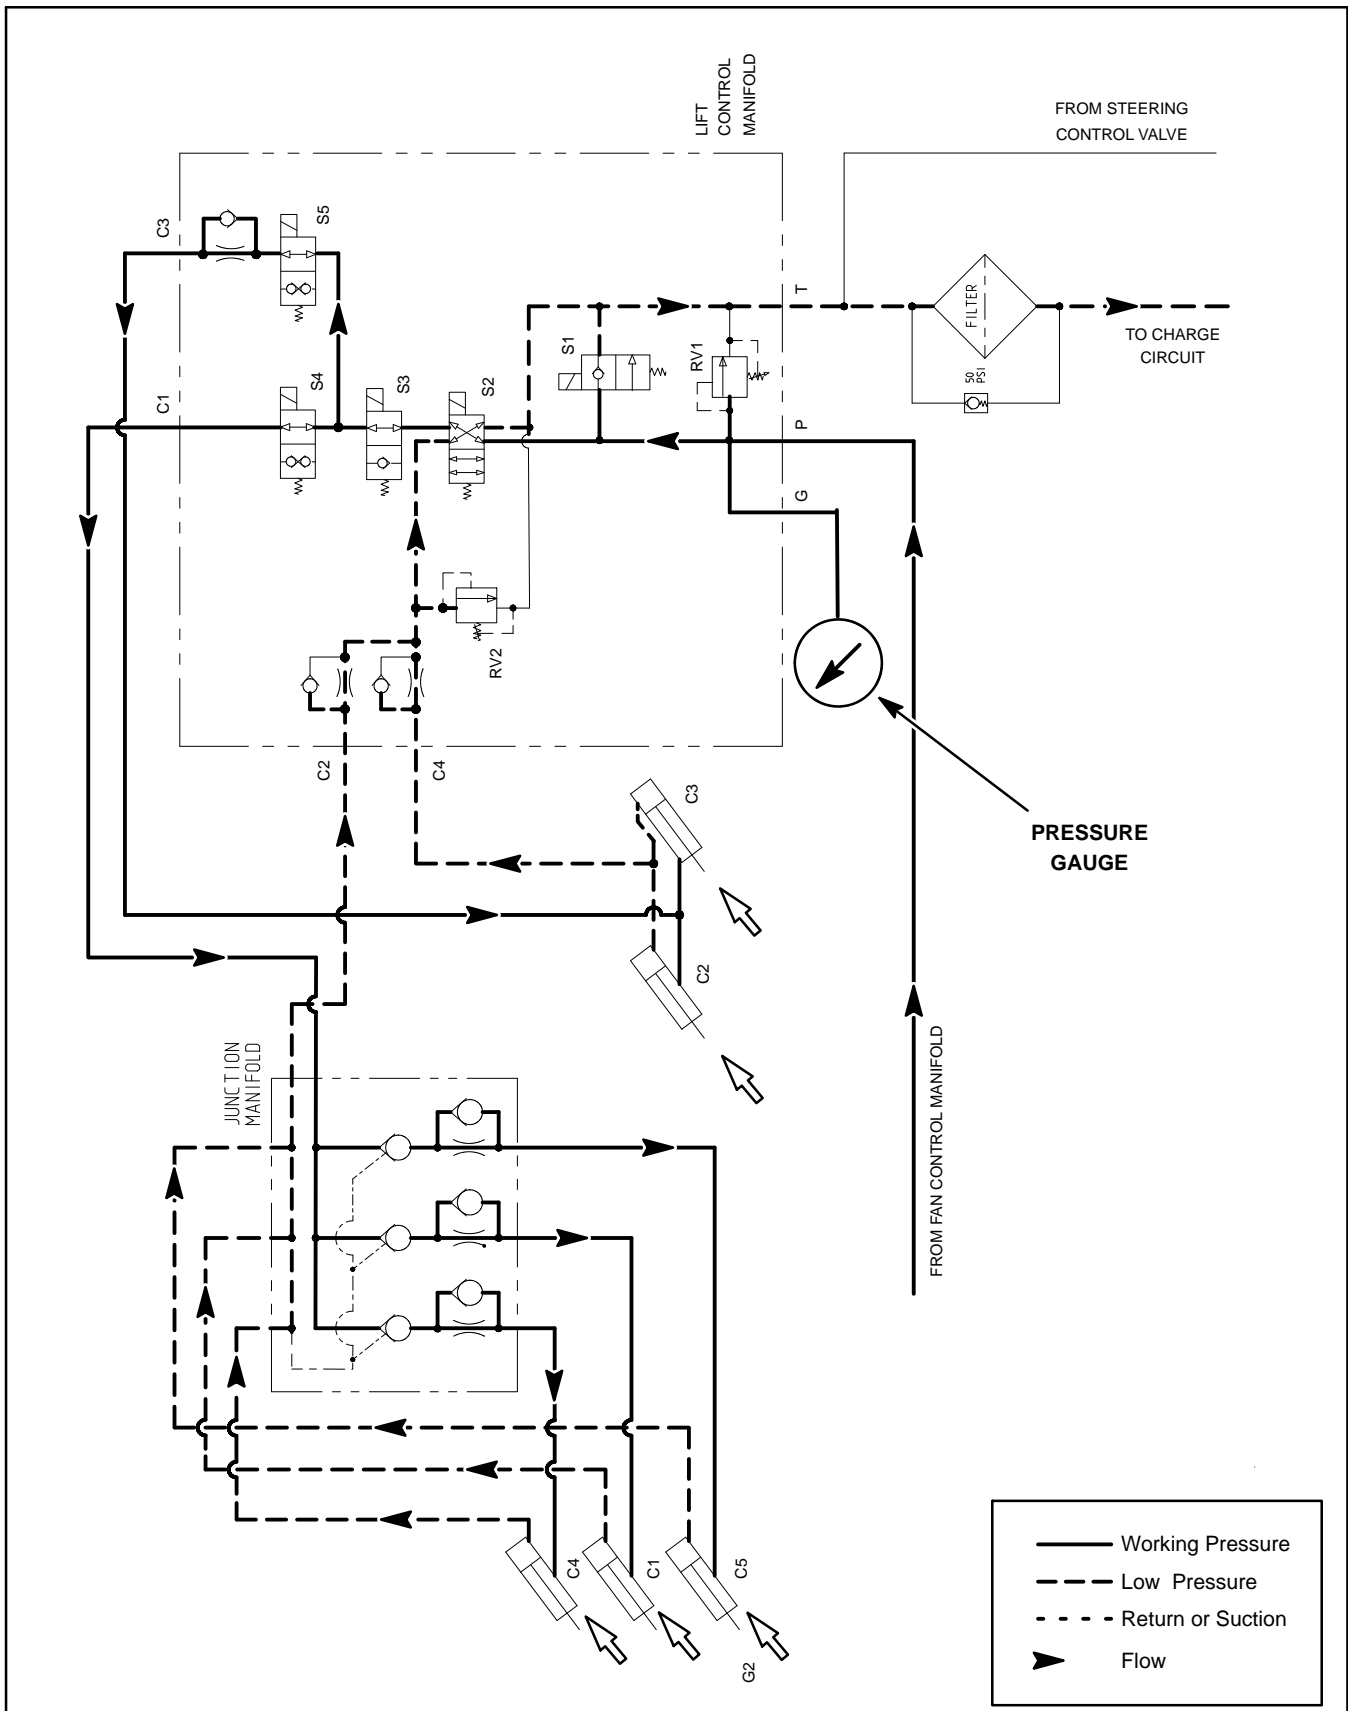 LIFT
CONTROL
MANIFOLD
FROM STEERING
CONTROL VALVE
C3
S5
T
S1
RV1
FILTER
TO CHARGE
CIRCUIT
50
PSI
C1
S4
S3
S2
P
G
RV2
C2
C4
C3
PRESSURE
GAUGE
C2
JUNCTION
MANIFOLD
FROM FAN CONTROL MANIFOLD
C4
C1
C5
G2
Working Pressure
Low Pressure
Return or Suction
Flow